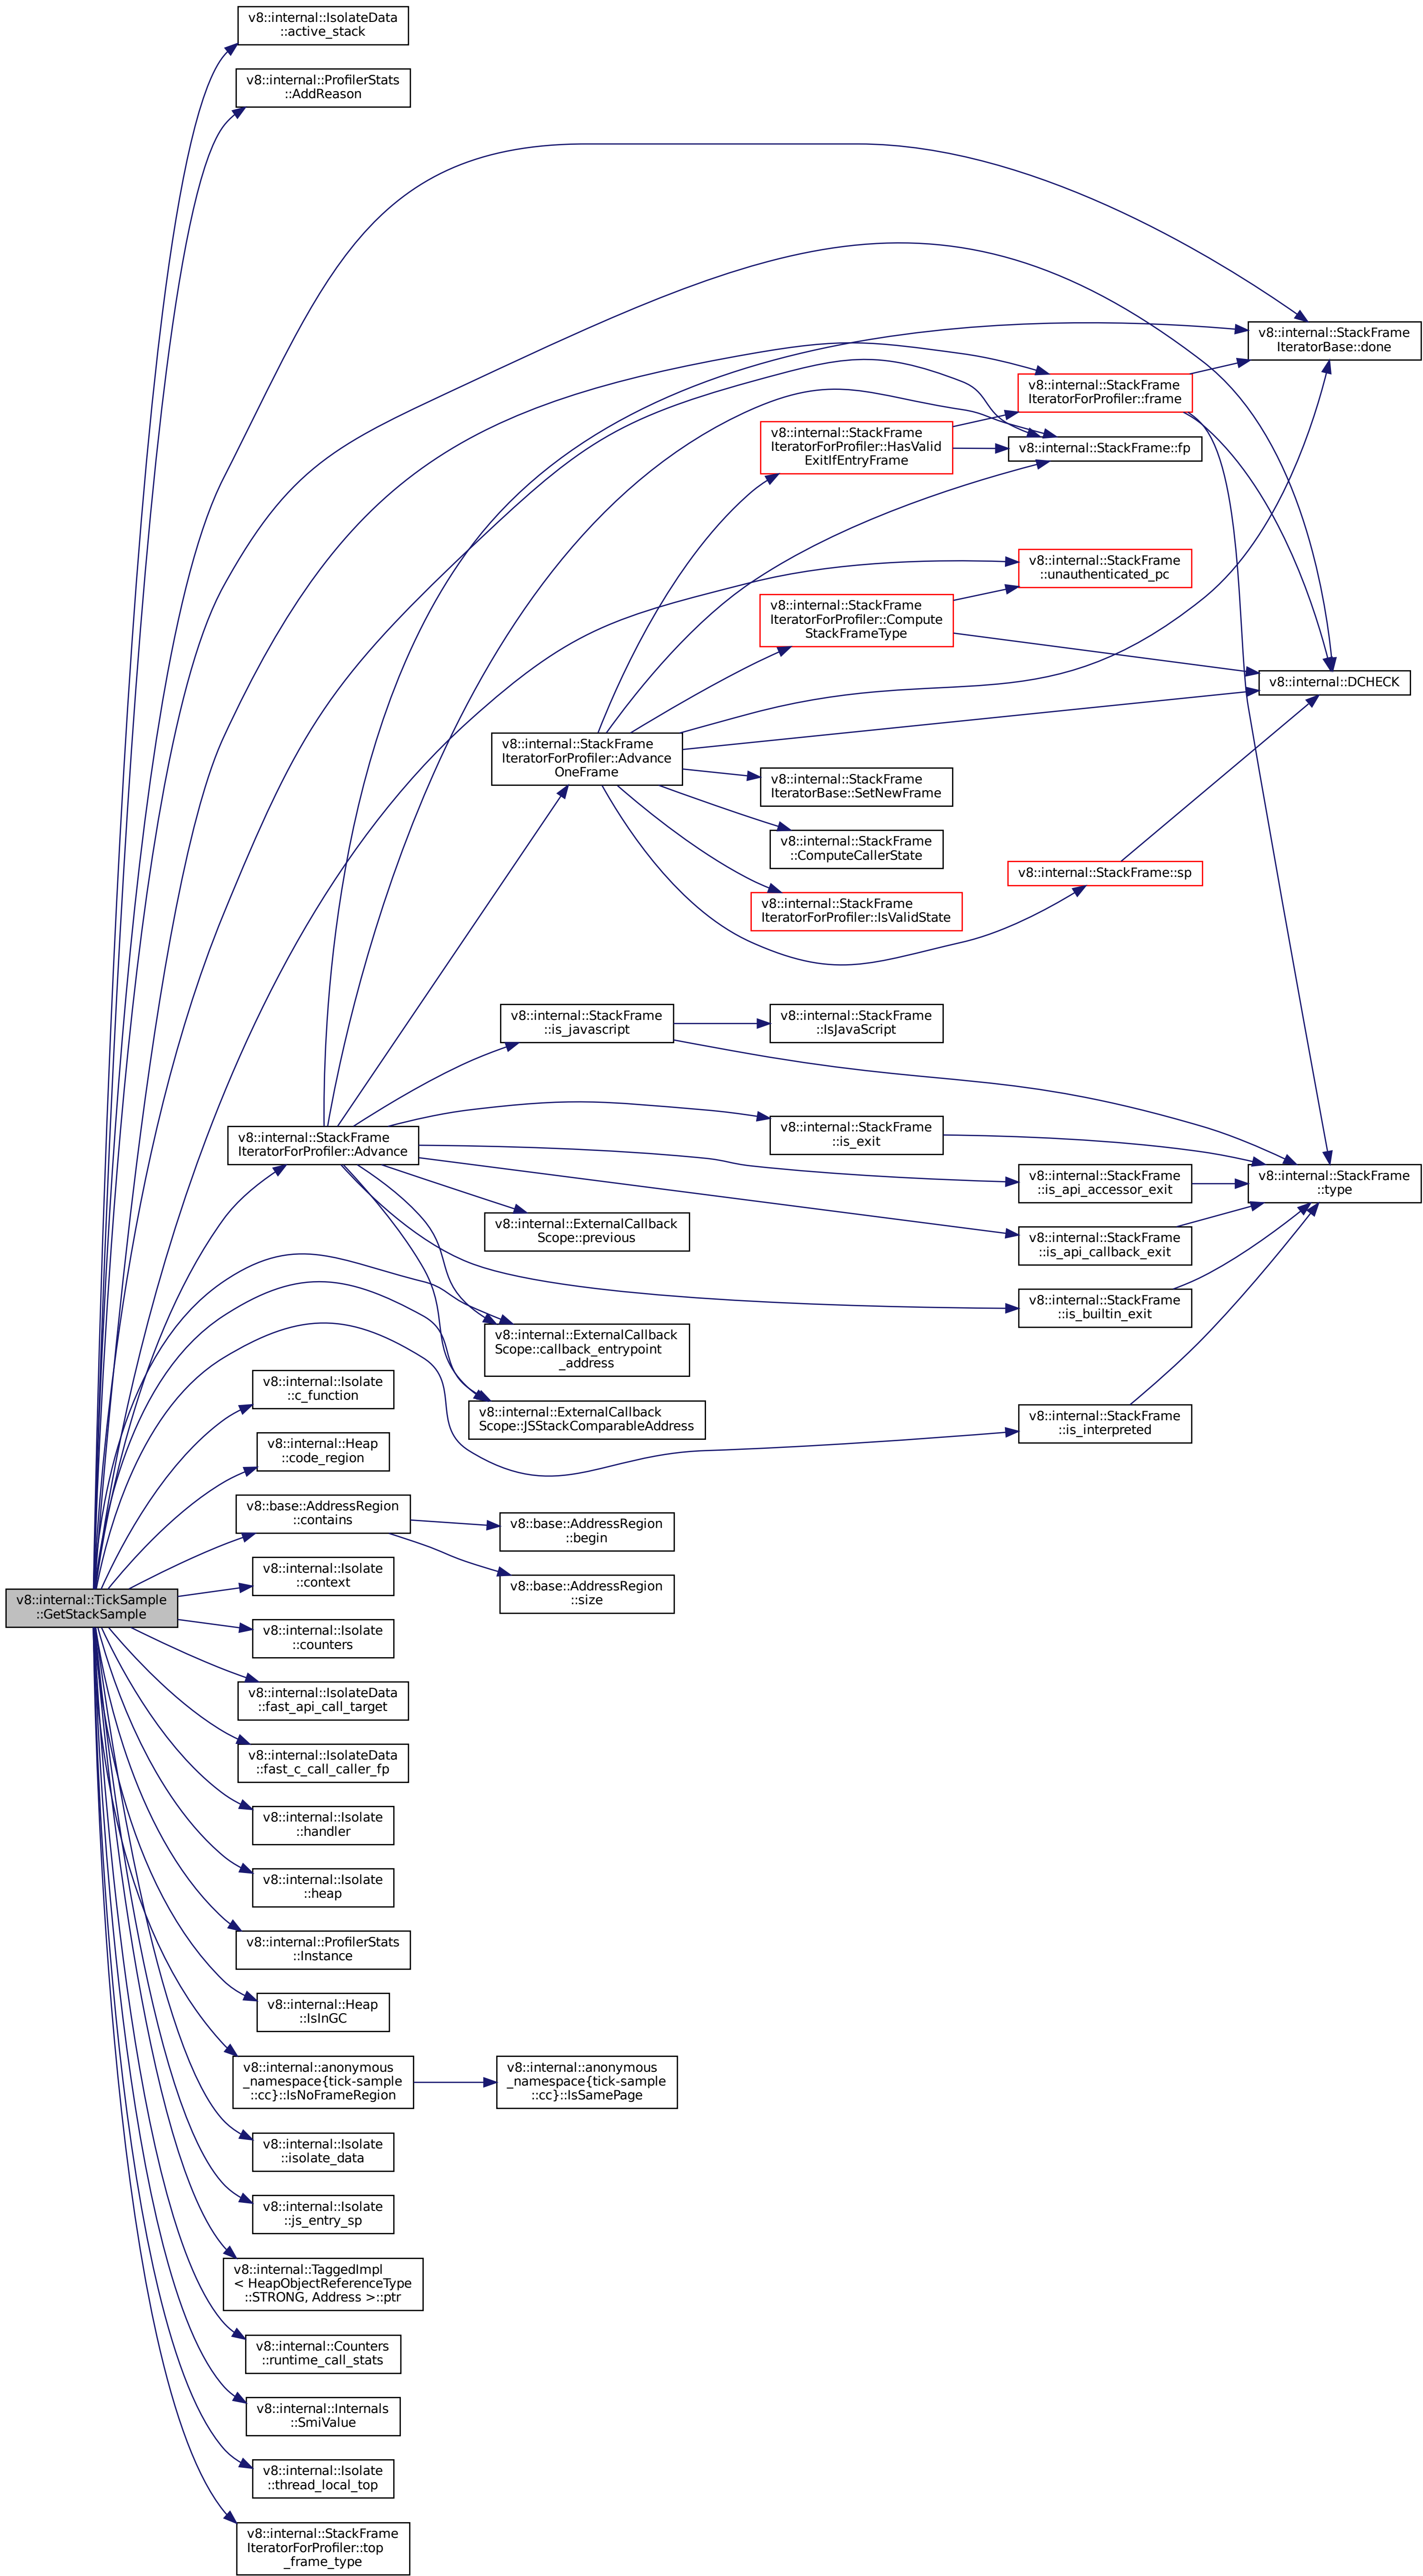 v8::internal::IsolateData
::active_stack
v8::internal::ProfilerStats
::AddReason
v8::internal::StackFrame
IteratorBase::done
v8::internal::StackFrame
IteratorForProfiler::frame
v8::internal::StackFrame
IteratorForProfiler::HasValid
ExitIfEntryFrame
v8::internal::StackFrame::fp
v8::internal::StackFrame
::unauthenticated_pc
v8::internal::StackFrame
IteratorForProfiler::Compute
StackFrameType
v8::internal::DCHECK
v8::internal::StackFrame
IteratorForProfiler::Advance
OneFrame
v8::internal::StackFrame
IteratorBase::SetNewFrame
v8::internal::StackFrame
::ComputeCallerState
v8::internal::StackFrame::sp
v8::internal::StackFrame
IteratorForProfiler::IsValidState
v8::internal::StackFrame
::is_javascript
v8::internal::StackFrame
::IsJavaScript
v8::internal::StackFrame
IteratorForProfiler::Advance
v8::internal::StackFrame
::is_exit
v8::internal::StackFrame
::is_api_accessor_exit
v8::internal::StackFrame
::type
v8::internal::ExternalCallback
Scope::previous
v8::internal::StackFrame
::is_api_callback_exit
v8::internal::StackFrame
::is_builtin_exit
v8::internal::ExternalCallback
Scope::callback_entrypoint
_address
v8::internal::Isolate
::c_function
v8::internal::ExternalCallback
Scope::JSStackComparableAddress
v8::internal::StackFrame
::is_interpreted
v8::internal::Heap
::code_region
v8::base::AddressRegion
::contains
v8::base::AddressRegion
::begin
v8::internal::Isolate
::context
v8::base::AddressRegion
::size
v8::internal::TickSample
::GetStackSample
v8::internal::Isolate
::counters
v8::internal::IsolateData
::fast_api_call_target
v8::internal::IsolateData
::fast_c_call_caller_fp
v8::internal::Isolate
::handler
v8::internal::Isolate
::heap
v8::internal::ProfilerStats
::Instance
v8::internal::Heap
::IsInGC
v8::internal::anonymous
_namespace{tick-sample
::cc}::IsNoFrameRegion
v8::internal::anonymous
_namespace{tick-sample
::cc}::IsSamePage
v8::internal::Isolate
::isolate_data
v8::internal::Isolate
::js_entry_sp
v8::internal::TaggedImpl
< HeapObjectReferenceType
::STRONG, Address >::ptr
v8::internal::Counters
::runtime_call_stats
v8::internal::Internals
::SmiValue
v8::internal::Isolate
::thread_local_top
v8::internal::StackFrame
IteratorForProfiler::top
_frame_type